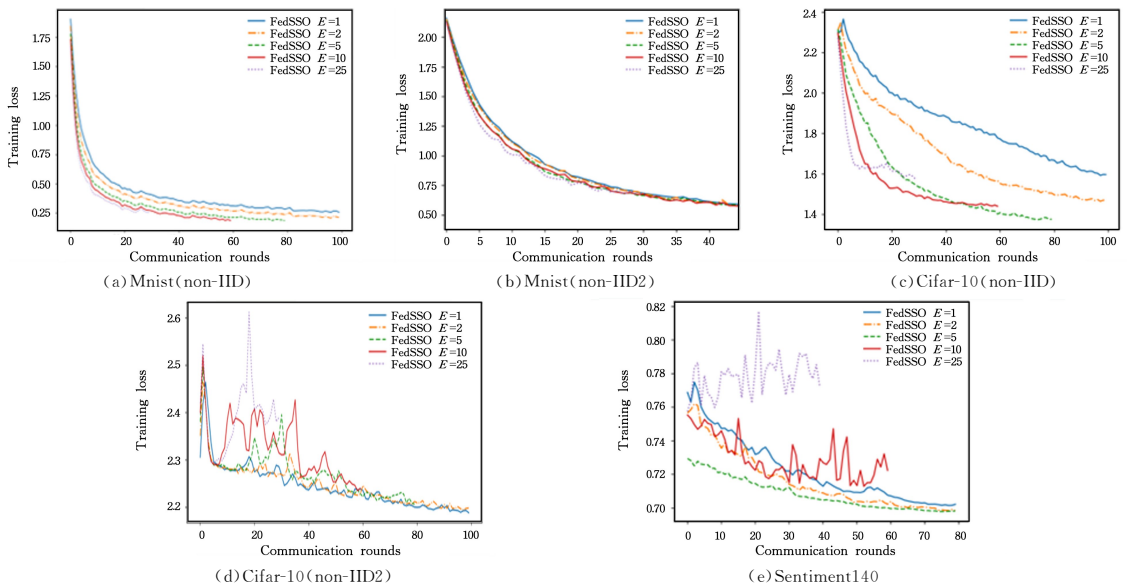 FedSSO E=1
FedSSO E=2
FedSSO E=5
FedSSO E=10
FedSSO E=25
Training loss
1.75
1.50
1.25
1.00
0.75
0.50
0.25
0 20 40 60 80 100
Communication rounds
(a)Mnist(non-IID)
FedSSO E=1
FedSSO E=2
FedSSO E=5
FedSSO E=10
FedSSO E=25
Training loss
2.00
1.75
1.50
1.25
1.00
0.75
0.50
0 5 10 15 20 25 30 35 40
Communication rounds
(b)Mnist(non-IID2)
FedSSO E=1
FedSSO E=2
FedSSO E=5
FedSSO E=10
FedSSO E=25
Training loss
2.4
2.2
2.0
1.8
1.6
1.4
0 20 40 60 80 100
Communication rounds
(c)Cifar-10(non-IID)
FedSSO E=1
FedSSO E=2
FedSSO E=5
FedSSO E=10
FedSSO E=25
Training loss
2.6
2.5
2.4
2.3
2.2
0 20 40 60 80 100
Communication rounds
(d)Cifar-10(non-IID2)
FedSSO E=1
FedSSO E=2
FedSSO E=5
FedSSO E=10
FedSSO E=25
Training loss
0.82
0.80
0.78
0.76
0.74
0.72
0.70
0 10 20 30 40 50 60 70 80
Communication rounds
(e)Sentiment140